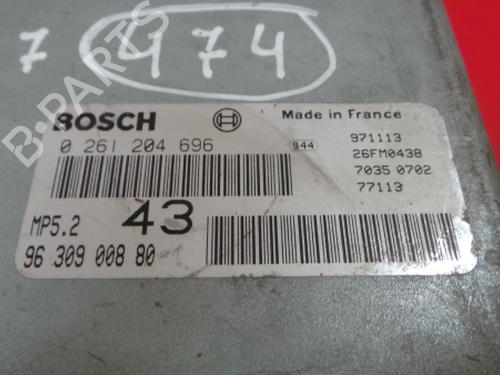 7 474
BOSCH Made in France
0 261 204 696 944 971113
26FM0438
7035 0702
77113
MP5.2 43
96 309 008 80
B-PARTS